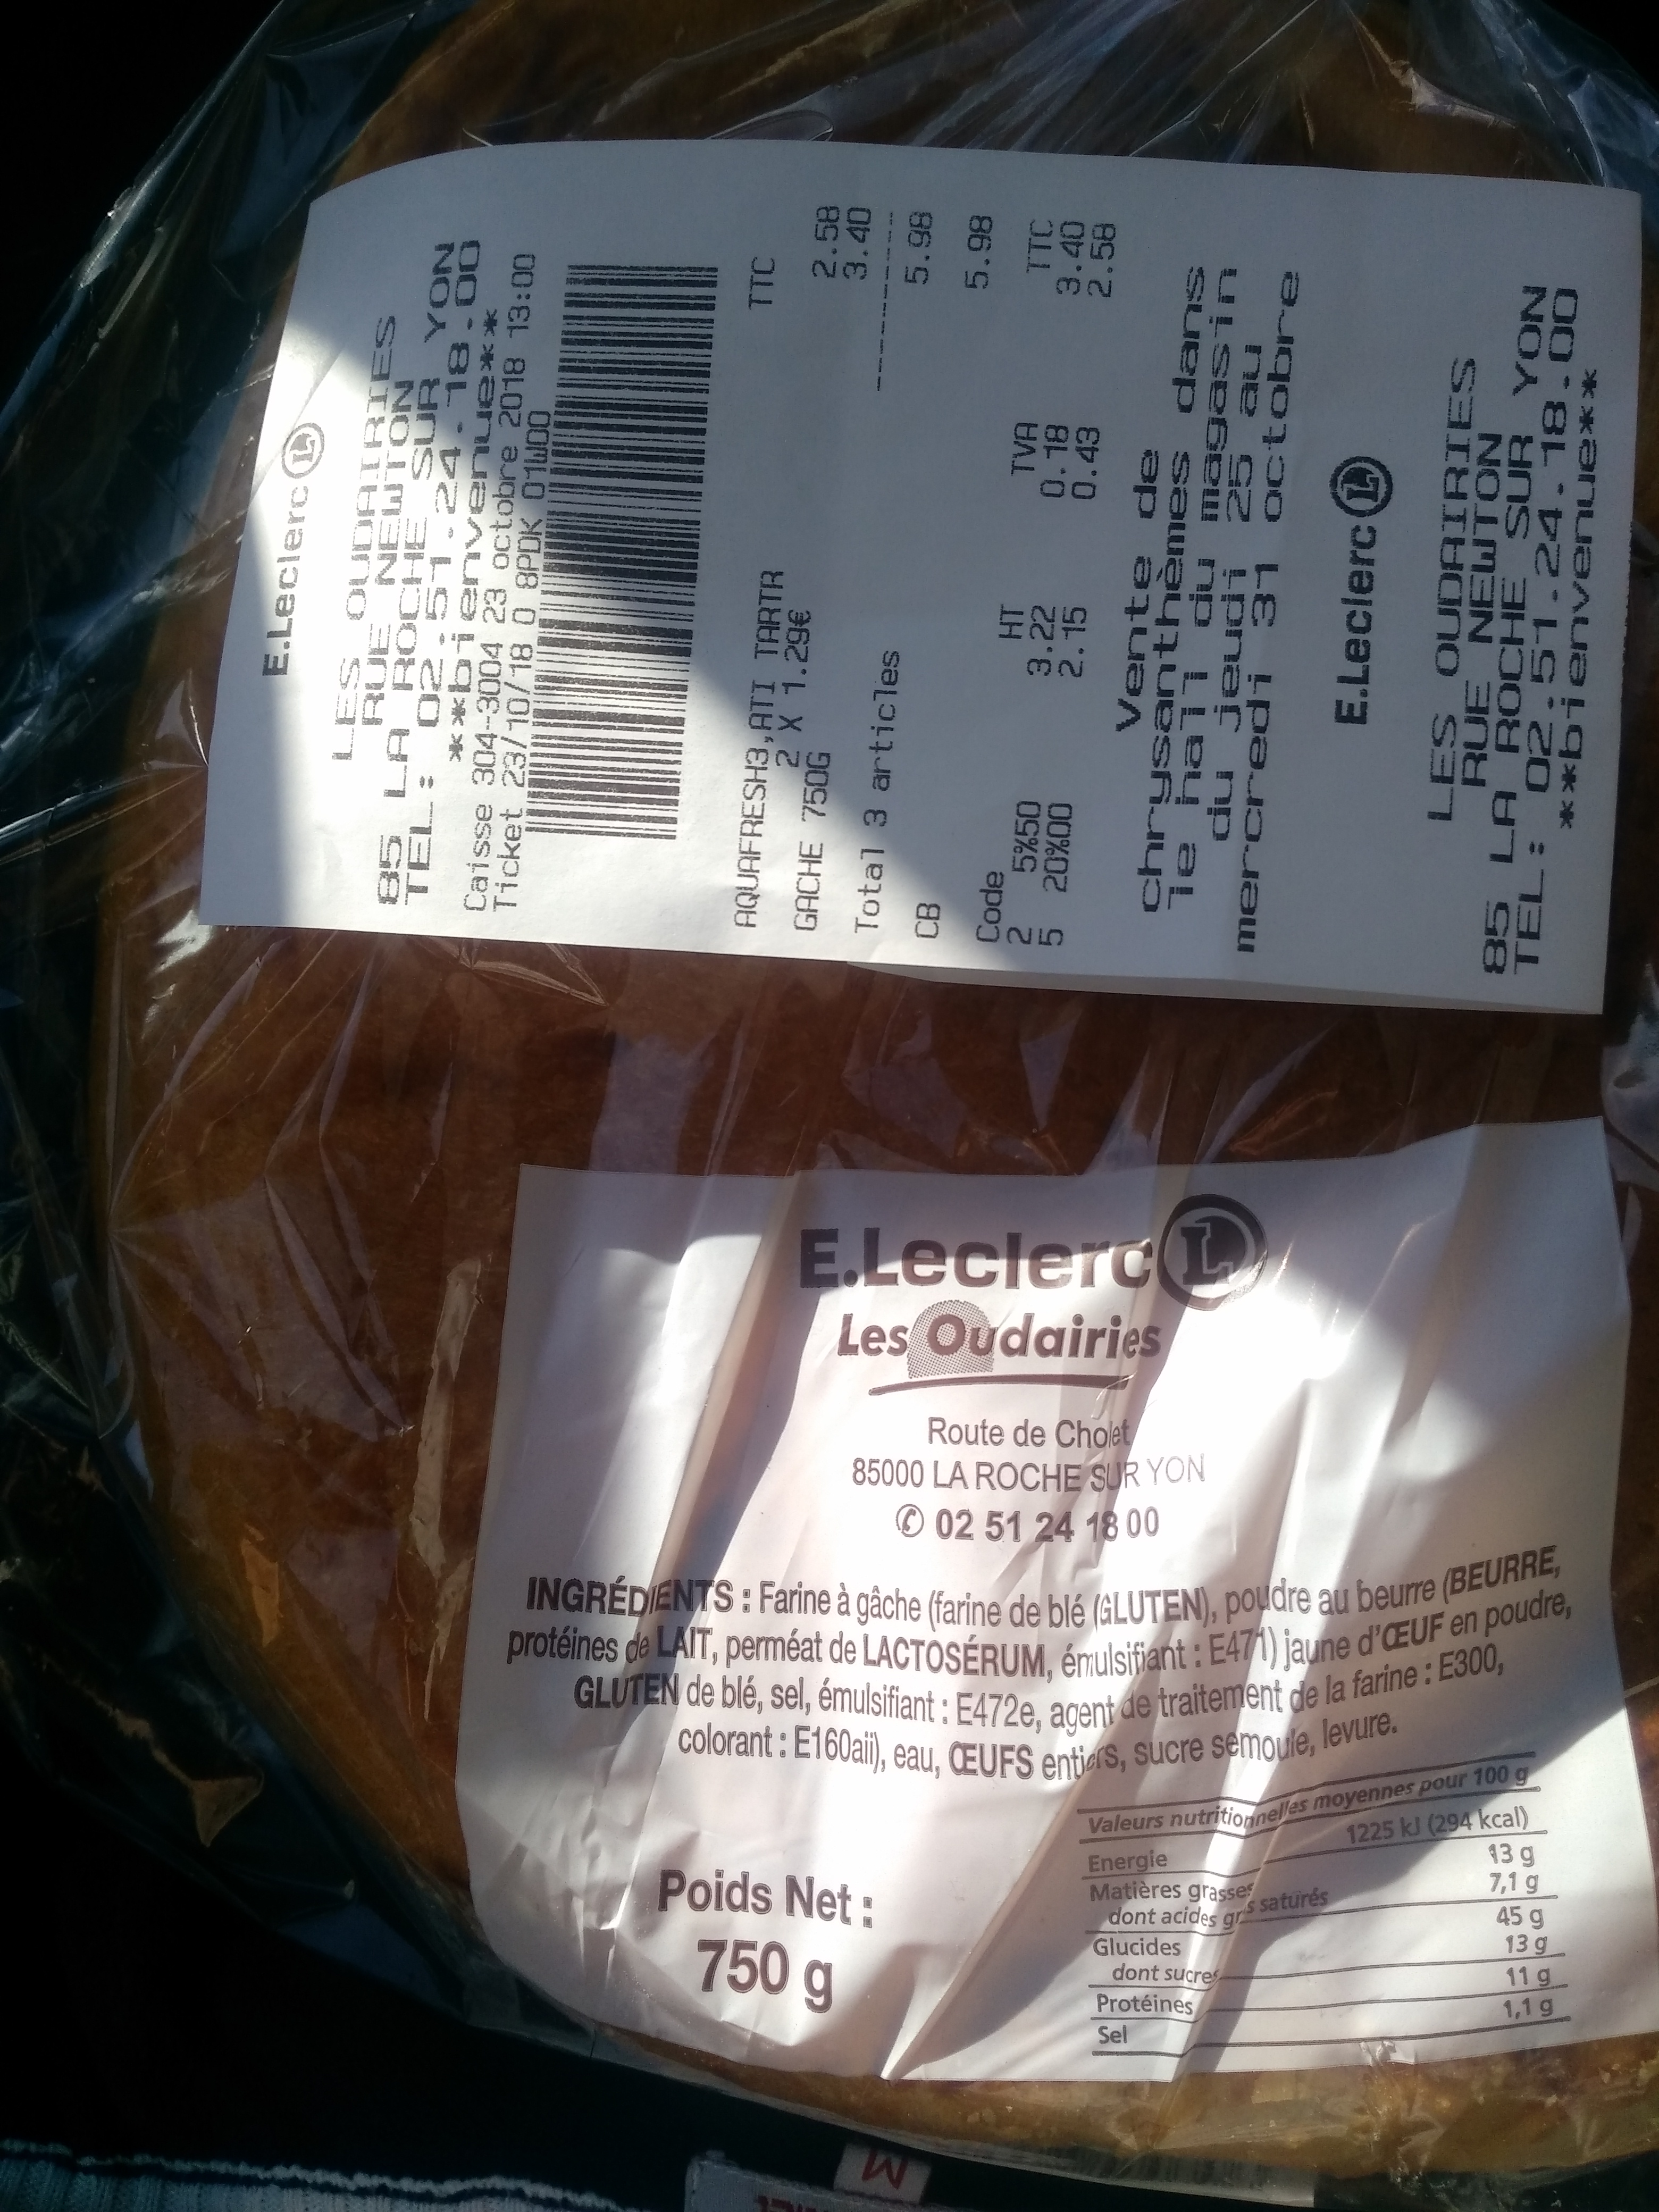 E.Leclerc L
LES OUDAIRIES
RUE NEWTON
85 LA ROCHE SUR YON
TEL : 02.51.24.18.00
**bienvenue**
Caisse 304-3004 23 octobre 2018 13:00
Ticket 23/10/18 0 8PDK 01W00
TTC
AQUAFRESH3,ATI TARTR
2 X 1.29€ 2.58
GACHE 750G 3.40
Total 3 articles 5.98
CB 5.98
Code HT TVA TTC
2 5%50 3.22 0.18 3.40
5 20%00 2.15 0.43 2.58
Vente de
chrysanthèmes dans
le hall du magasin
du jeudi 25 au
mercredi 31 octobre
E.Leclerc L
LES OUDAIRIES
RUE NEWTON
85 LA ROCHE SUR YON
TEL : 02.51.24.18.00
**bienvenue**
E.Leclerc L
Les Oudairies
Route de Cholet
85000 LA ROCHE SUR YON
✆ 02 51 24 18 00
INGRÉDIENTS : Farine à gâche (farine de blé (GLUTEN), poudre au beurre (BEURRE,
protéines de LAIT, perméat de LACTOSÉRUM, émulsifiant : E471) jaune d'ŒUF en poudre,
GLUTEN de blé, sel, émulsifiant : E472e, agent de traitement de la farine : E300,
colorant : E160aii), eau, ŒUFS entiers, sucre semoule, levure.
Poids Net :
750 g
Valeurs nutritionnelles moyennes pour 100 g
Energie 1225 kJ (294 kcal)
Matières grasses 13 g
dont acides gras saturés 7,1 g
Glucides 45 g
dont sucres 13 g
Protéines 11 g
Sel 1,1 g
M